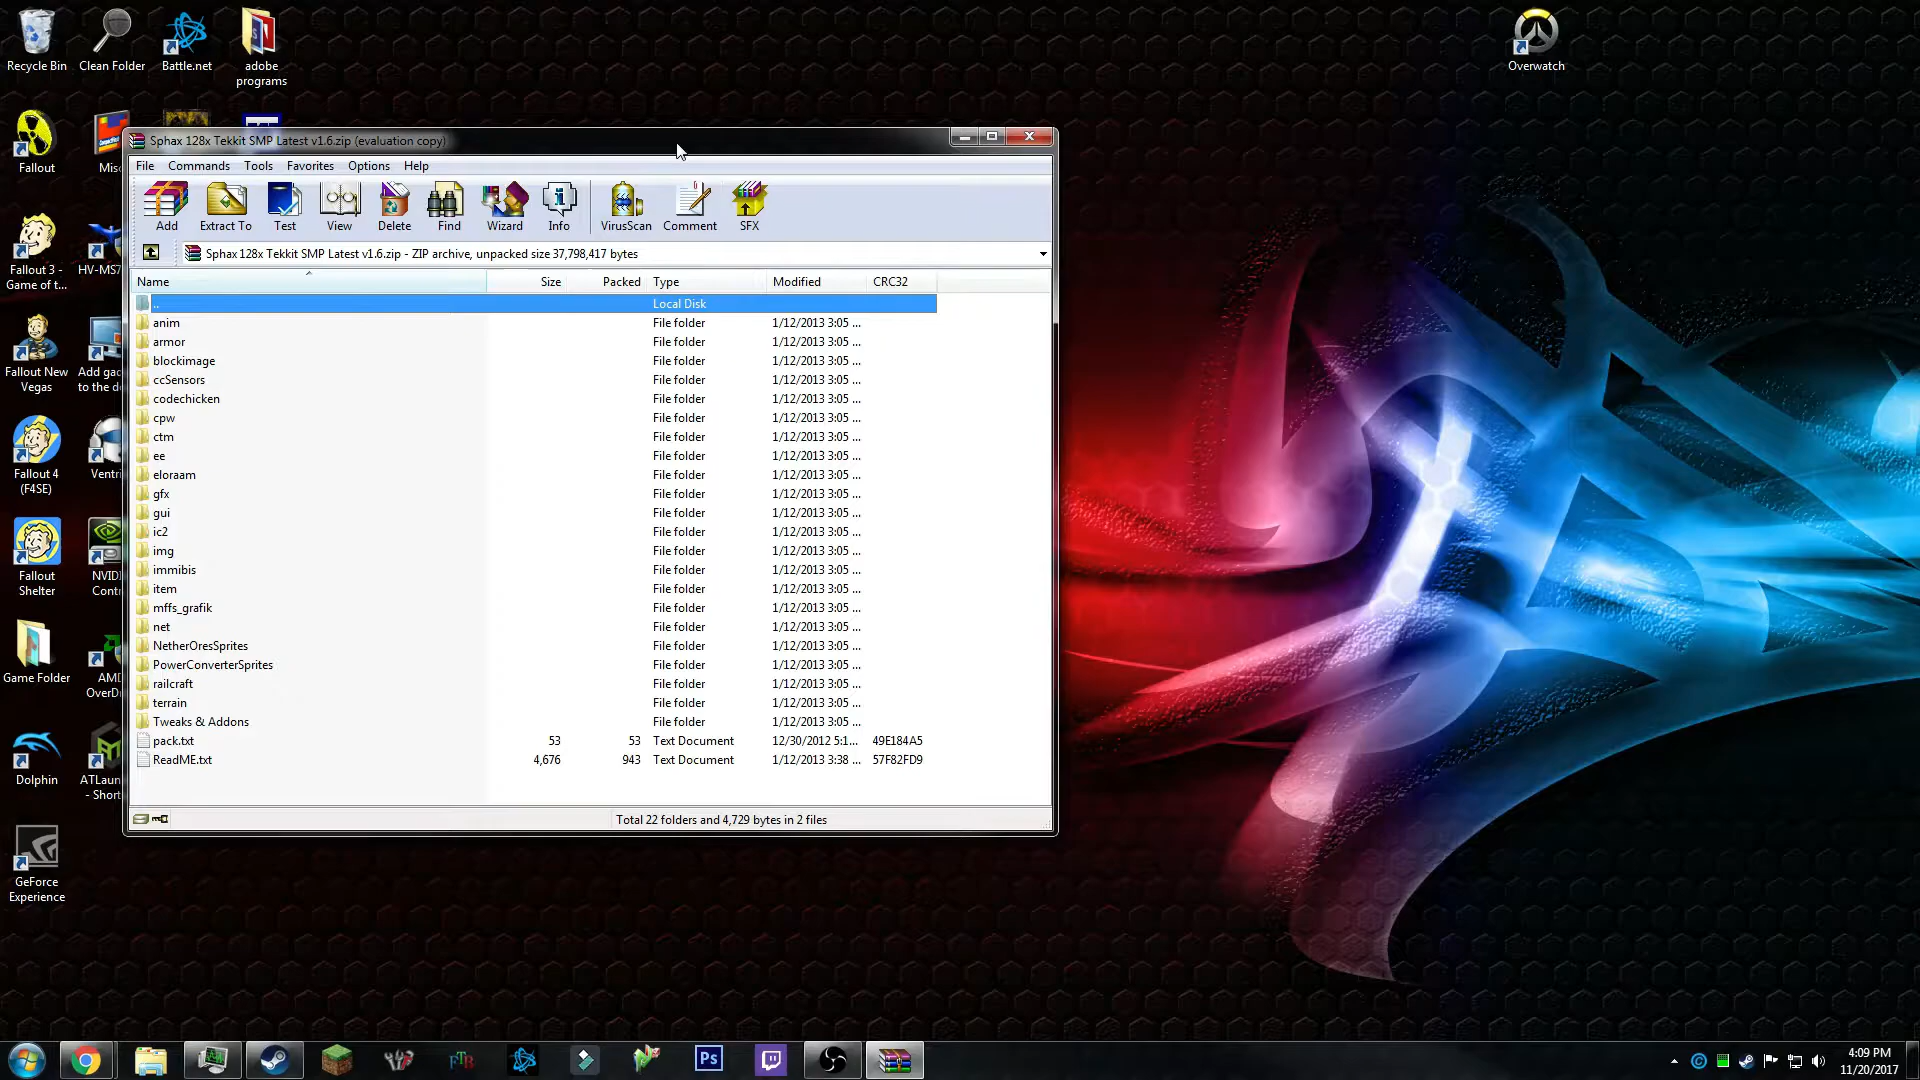 Recycle Bin
Clean Folder
Battle.net
adobe
programs
Overwatch
Fallout
Misc
Fallout 3 -
Game of t...
HV-MS7
Fallout New
Vegas
Add gad
to the de
Fallout 4
(F4SE)
Ventri
Fallout
Shelter
NVIDI
Contr
Game Folder
AMD
OverDr
Dolphin
ATLaun
- Short
GeForce
Experience
Sphax 128x Tekkit SMP Latest v1.6.zip (evaluation copy)
File Commands Tools Favorites Options Help
Add Extract To Test View Delete Find Wizard Info VirusScan Comment SFX
Sphax 128x Tekkit SMP Latest v1.6.zip - ZIP archive, unpacked size 37,798,417 bytes
Name Size Packed Type Modified CRC32
.. Local Disk
anim File folder 1/12/2013 3:05 ...
armor File folder 1/12/2013 3:05 ...
blockimage File folder 1/12/2013 3:05 ...
ccSensors File folder 1/12/2013 3:05 ...
codechicken File folder 1/12/2013 3:05 ...
cpw File folder 1/12/2013 3:05 ...
ctm File folder 1/12/2013 3:05 ...
ee File folder 1/12/2013 3:05 ...
eloraam File folder 1/12/2013 3:05 ...
gfx File folder 1/12/2013 3:05 ...
gui File folder 1/12/2013 3:05 ...
ic2 File folder 1/12/2013 3:05 ...
img File folder 1/12/2013 3:05 ...
immibis File folder 1/12/2013 3:05 ...
item File folder 1/12/2013 3:05 ...
mffs_grafik File folder 1/12/2013 3:05 ...
net File folder 1/12/2013 3:05 ...
NetherOresSprites File folder 1/12/2013 3:05 ...
PowerConverterSprites File folder 1/12/2013 3:05 ...
railcraft File folder 1/12/2013 3:05 ...
terrain File folder 1/12/2013 3:05 ...
Tweaks & Addons File folder 1/12/2013 3:05 ...
pack.txt 53 53 Text Document 12/30/2012 5:1... 49E184A5
ReadME.txt 4,676 943 Text Document 1/12/2013 3:38 ... 57F82FD9
Total 22 folders and 4,729 bytes in 2 files
FTB
Ps
4:09 PM
11/20/2017